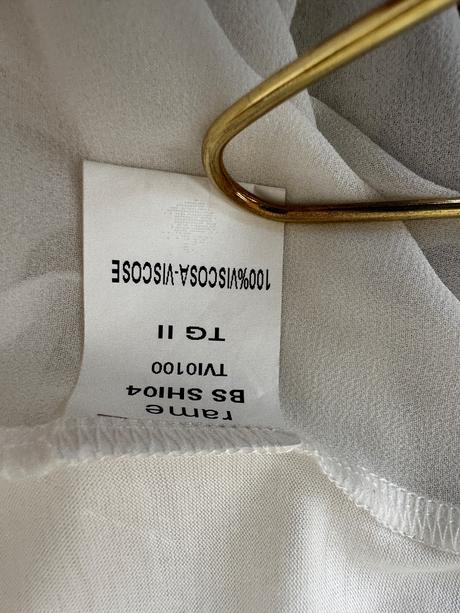 rame
BS SHI04
TVI0100
TG II
100%VISCOSA-VISCOSE